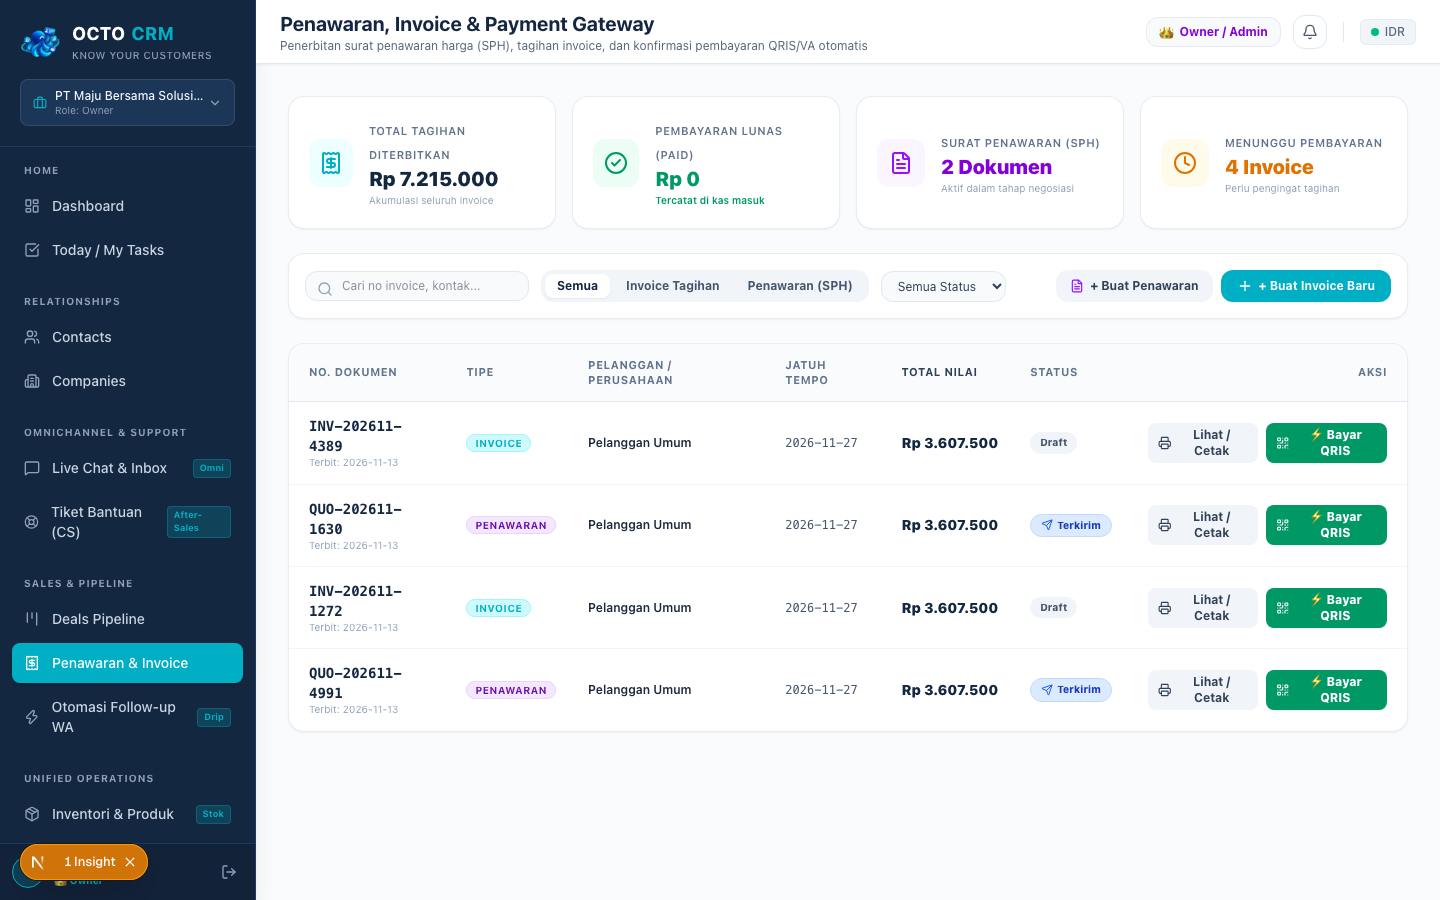 OCTO CRM
KNOW YOUR CUSTOMERS
PT Maju Bersama Solusi...
Role: Owner
HOME
Dashboard
Today / My Tasks
RELATIONSHIPS
Contacts
Companies
OMNICHANNEL & SUPPORT
Live Chat & Inbox
Omni
Tiket Bantuan
(CS)
After-
Sales
SALES & PIPELINE
Deals Pipeline
Penawaran & Invoice
Otomasi Follow-up
WA
Drip
UNIFIED OPERATIONS
Inventori & Produk
Stok
1 Insight
Owner
Penawaran, Invoice & Payment Gateway
Penerbitan surat penawaran harga (SPH), tagihan invoice, dan konfirmasi pembayaran QRIS/VA otomatis
Owner / Admin
IDR
TOTAL TAGIHAN
DITERBITKAN
Rp 7.215.000
Akumulasi seluruh invoice
PEMBAYARAN LUNAS
(PAID)
Rp 0
Tercatat di kas masuk
SURAT PENAWARAN (SPH)
2 Dokumen
Aktif dalam tahap negosiasi
MENUNGGU PEMBAYARAN
4 Invoice
Perlu pengingat tagihan
Cari no invoice, kontak...
Semua
Invoice Tagihan
Penawaran (SPH)
Semua Status
+ Buat Penawaran
+ Buat Invoice Baru
NO. DOKUMEN
TIPE
PELANGGAN /
PERUSAHAAN
JATUH
TEMPO
TOTAL NILAI
STATUS
AKSI
INV-202611-
4389
Terbit: 2026-11-13
INVOICE
Pelanggan Umum
2026-11-27
Rp 3.607.500
Draft
Lihat /
Cetak
⚡ Bayar
QRIS
QUO-202611-
1630
Terbit: 2026-11-13
PENAWARAN
Pelanggan Umum
2026-11-27
Rp 3.607.500
Terkirim
Lihat /
Cetak
⚡ Bayar
QRIS
INV-202611-
1272
Terbit: 2026-11-13
INVOICE
Pelanggan Umum
2026-11-27
Rp 3.607.500
Draft
Lihat /
Cetak
⚡ Bayar
QRIS
QUO-202611-
4991
Terbit: 2026-11-13
PENAWARAN
Pelanggan Umum
2026-11-27
Rp 3.607.500
Terkirim
Lihat /
Cetak
⚡ Bayar
QRIS